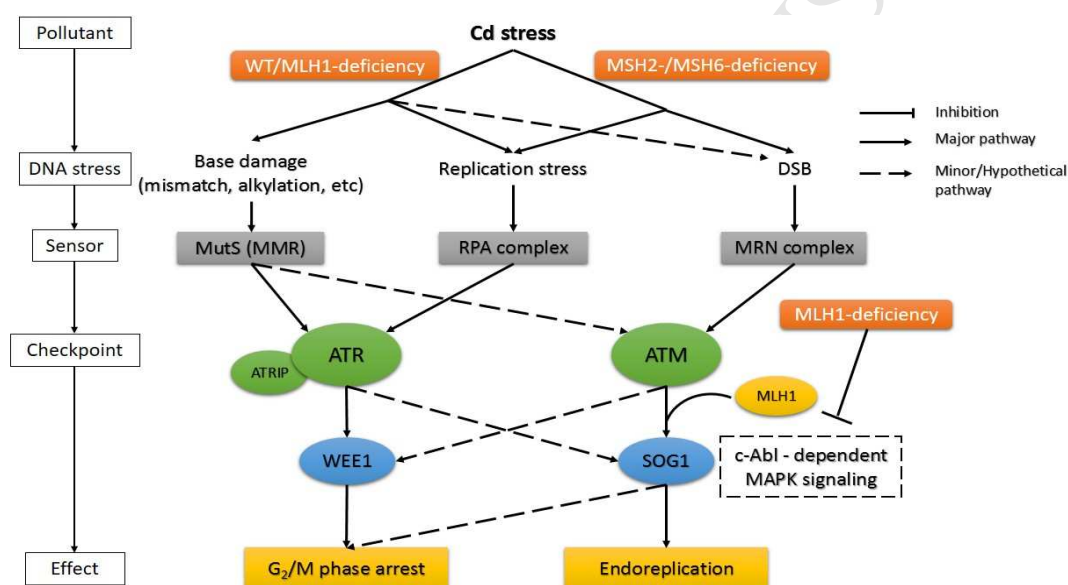 Pollutant
Cd stress
WT/MLH1-deficiency
MSH2-/MSH6-deficiency
Inhibition
Major pathway
Minor/Hypothetical
pathway
DNA stress
Base damage
(mismatch, alkylation, etc)
Replication stress
DSB
Sensor
MutS (MMR)
RPA complex
MRN complex
MLH1-deficiency
Checkpoint
ATRIP
ATR
ATM
MLH1
WEE1
SOG1
c-Abl - dependent
MAPK signaling
Effect
G₂/M phase arrest
Endoreplication